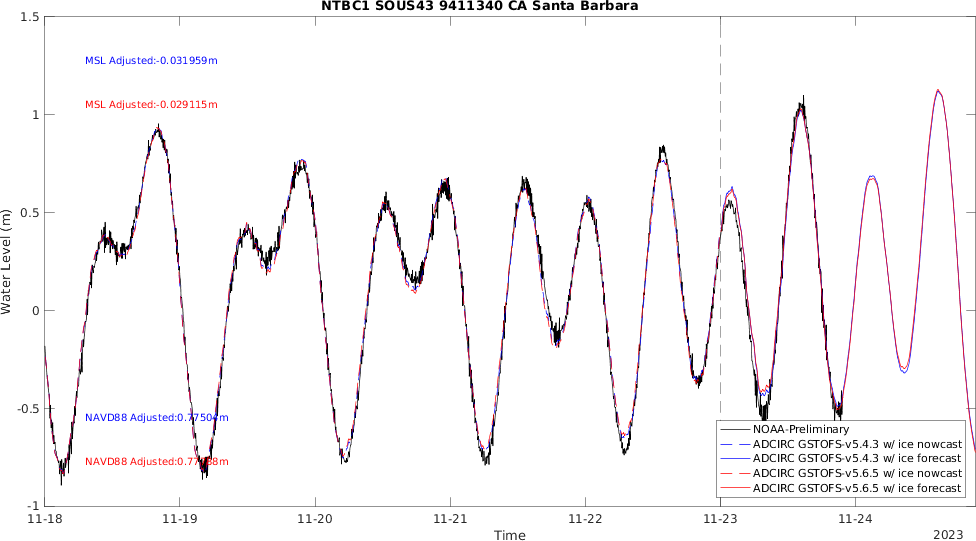 NTBC1 SOUS43 9411340 CA Santa Barbara
1.5
MSL Adjusted:-0.031959m
MSL Adjusted:-0.029115m
1
0.5
Water Level (m)
0
-0.5
NAVD88 Adjusted:0.77504m
NAVD88 Adjusted:
-1
NOAA-Preliminary
ADCIRC GSTOFS-v5.4.3 w/ ice nowcast
ADCIRC GSTOFS-v5.4.3 w/ ice forecast
ADCIRC GSTOFS-v5.6.5 w/ ice nowcast
ADCIRC GSTOFS-v5.6.5 w/ ice forecast
11-18 11-19 11-20 11-21 11-22 11-23 11-24
Time
2023